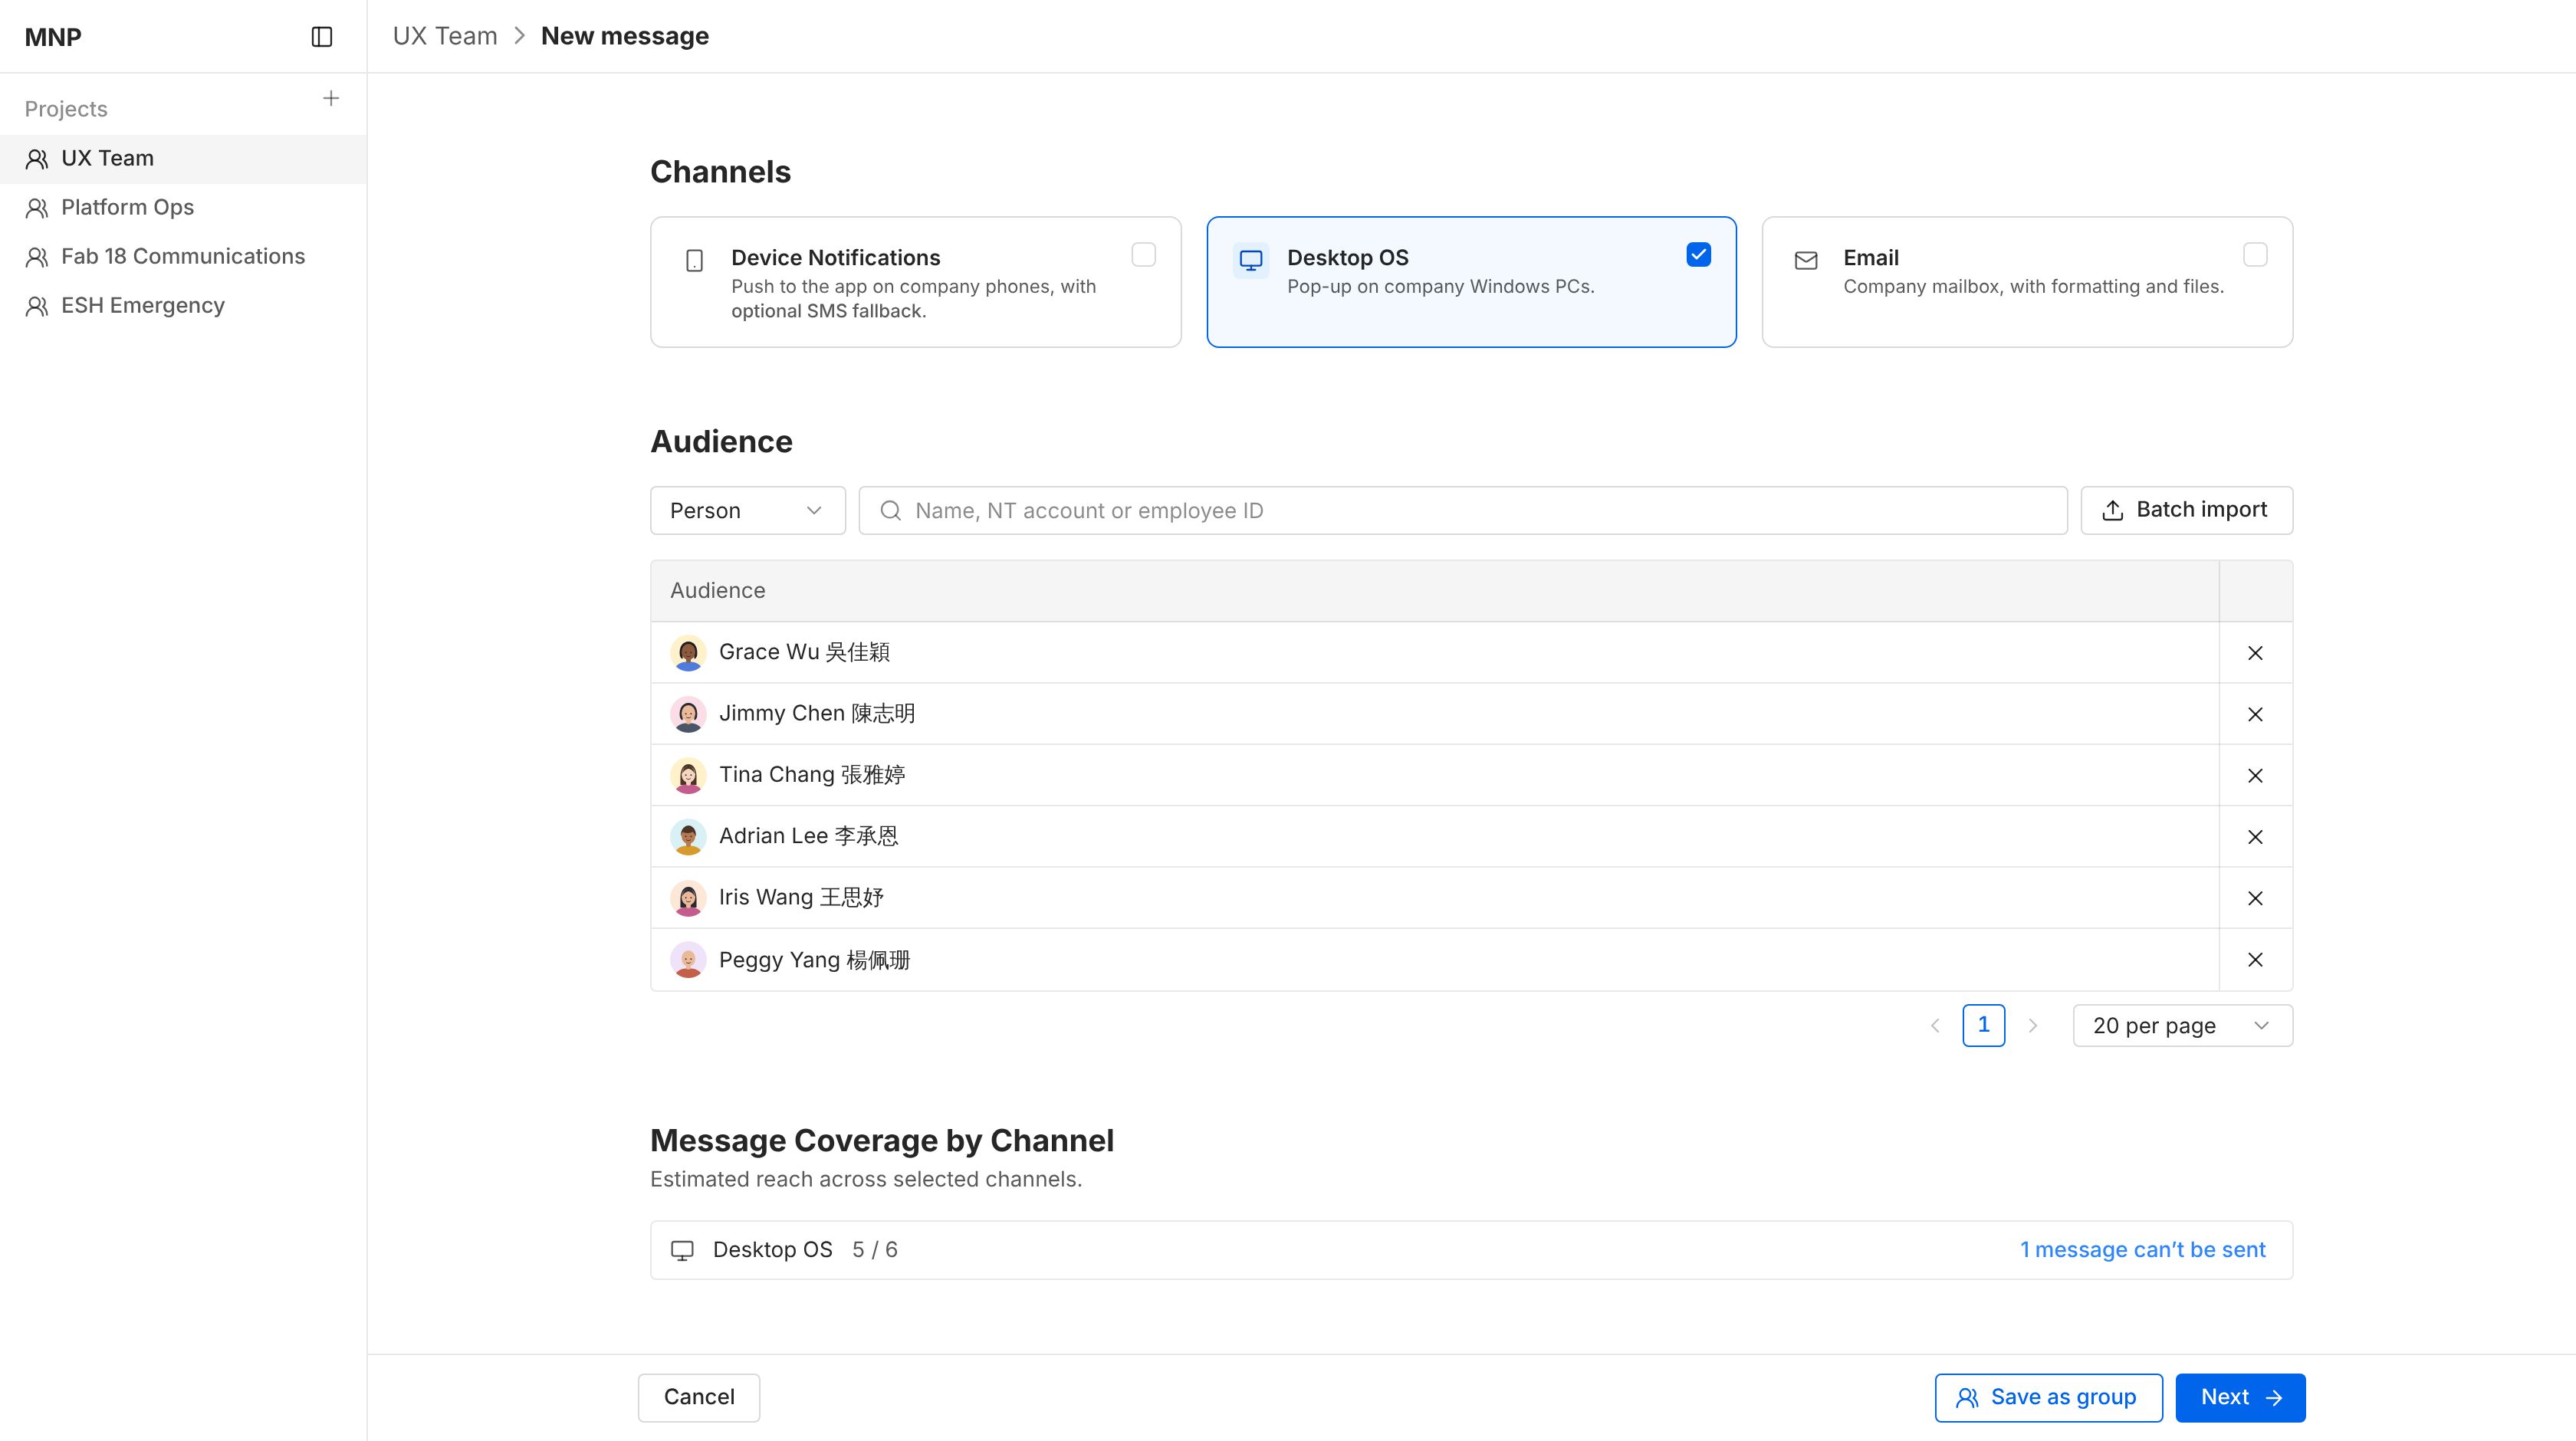 MNP
UX Team > New message
Projects
UX Team
Platform Ops
Fab 18 Communications
ESH Emergency
Channels
Device Notifications
Push to the app on company phones, with
optional SMS fallback.
Desktop OS
Pop-up on company Windows PCs.
Email
Company mailbox, with formatting and files.
Audience
Person
Name, NT account or employee ID
Batch import
Audience
Grace Wu 吳佳穎
Jimmy Chen 陳志明
Tina Chang 張雅婷
Adrian Lee 李承恩
Iris Wang 王思妤
Peggy Yang 楊佩珊
1
20 per page
Message Coverage by Channel
Estimated reach across selected channels.
Desktop OS 5 / 6
1 message can’t be sent
Cancel
Save as group
Next